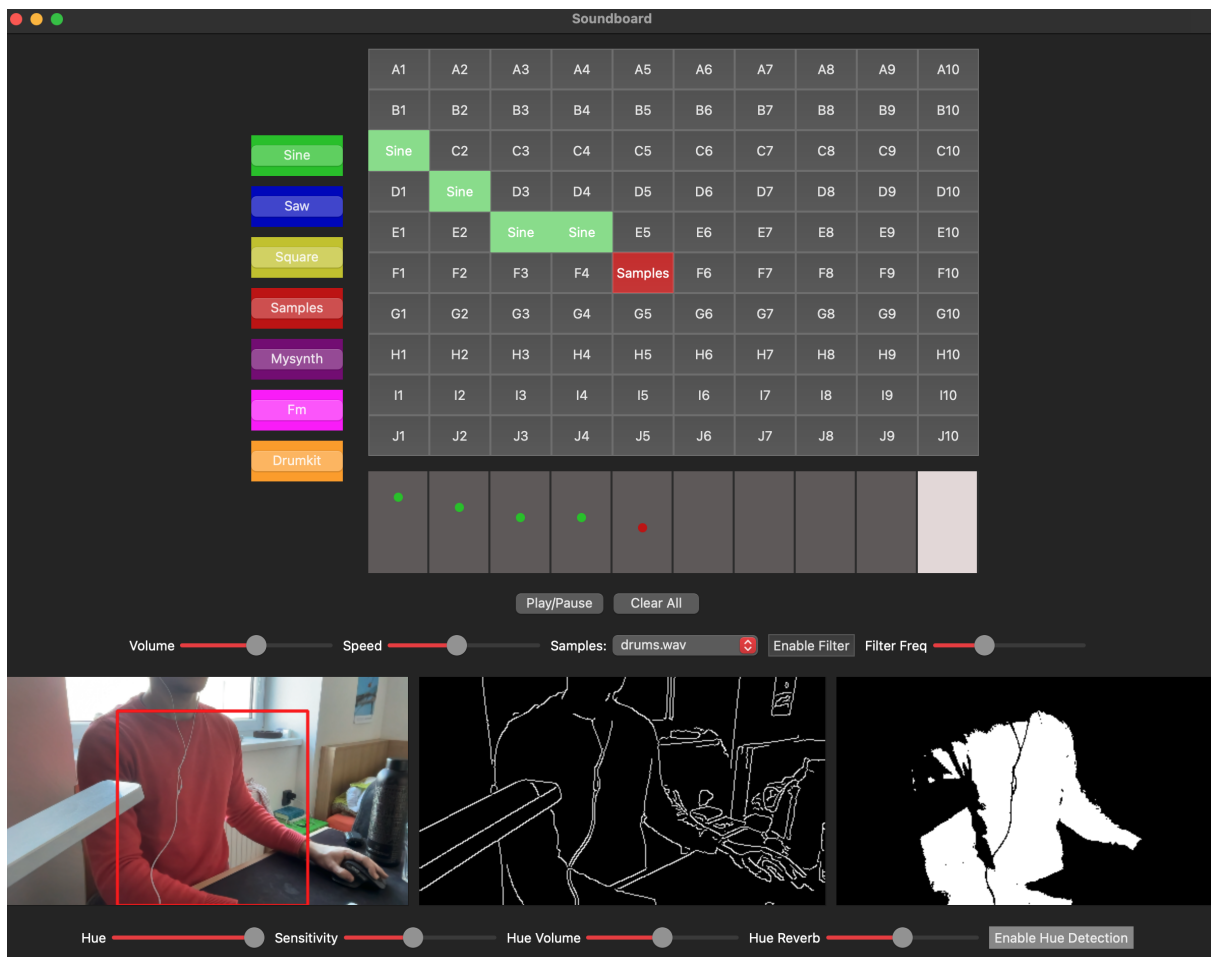 Soundboard
A1 A2 A3 A4 A5 A6 A7 A8 A9 A10
B1 B2 B3 B4 B5 B6 B7 B8 B9 B10
Sine Sine C2 C3 C4 C5 C6 C7 C8 C9 C10
D1 Sine D3 D4 D5 D6 D7 D8 D9 D10
Saw
E1 E2 Sine Sine E5 E6 E7 E8 E9 E10
Square
F1 F2 F3 F4 Samples F6 F7 F8 F9 F10
Samples G1 G2 G3 G4 G5 G6 G7 G8 G9 G10
Mysynth H1 H2 H3 H4 H5 H6 H7 H8 H9 H10
I1 I2 I3 I4 I5 I6 I7 I8 I9 I10
Fm
J1 J2 J3 J4 J5 J6 J7 J8 J9 J10
Drumkit
Play/Pause Clear All
Volume Speed Samples: drums.wav Enable Filter Filter Freq
Hue Sensitivity Hue Volume Hue Reverb Enable Hue Detection